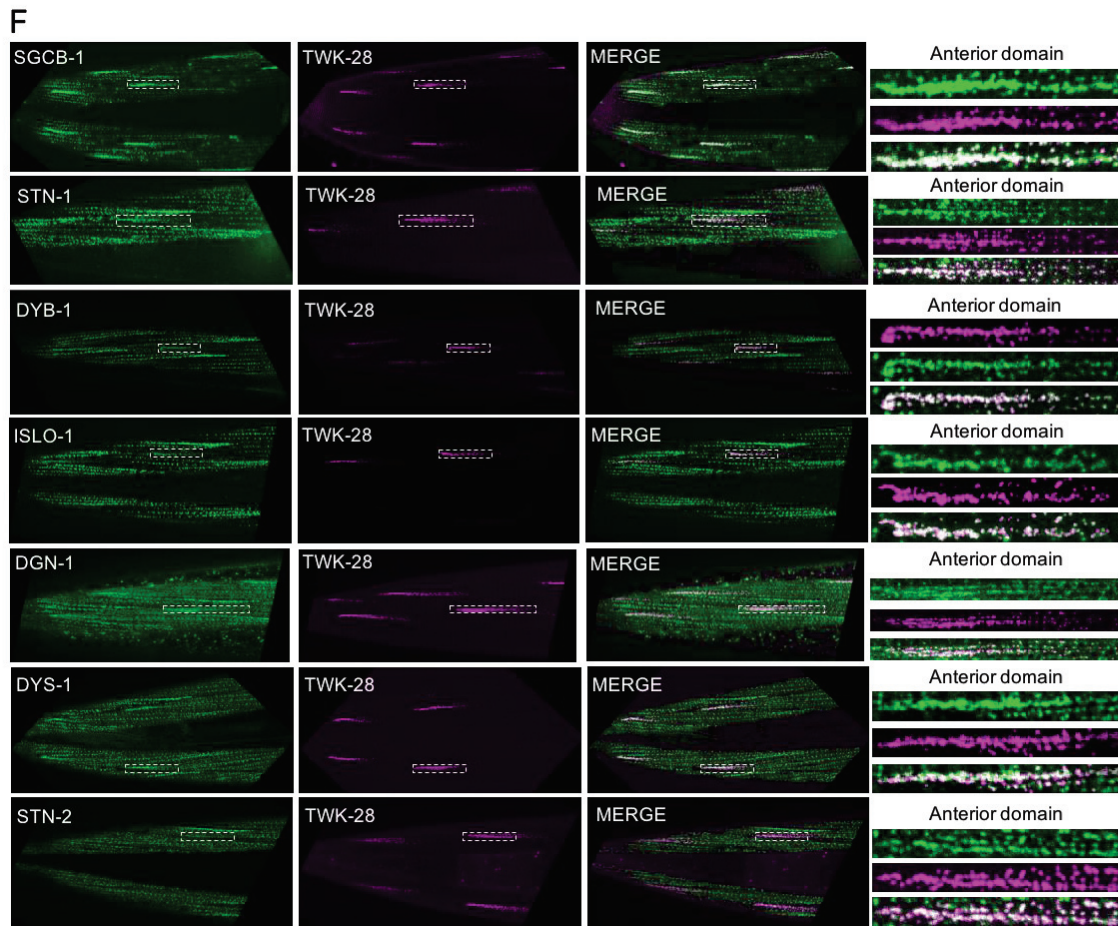 F
SGCB-1 TWK-28 MERGE Anterior domain
STN-1 TWK-28 MERGE Anterior domain
DYB-1 TWK-28 MERGE Anterior domain
ISLO-1 TWK-28 MERGE Anterior domain
DGN-1 TWK-28 MERGE Anterior domain
DYS-1 TWK-28 MERGE Anterior domain
STN-2 TWK-28 MERGE Anterior domain